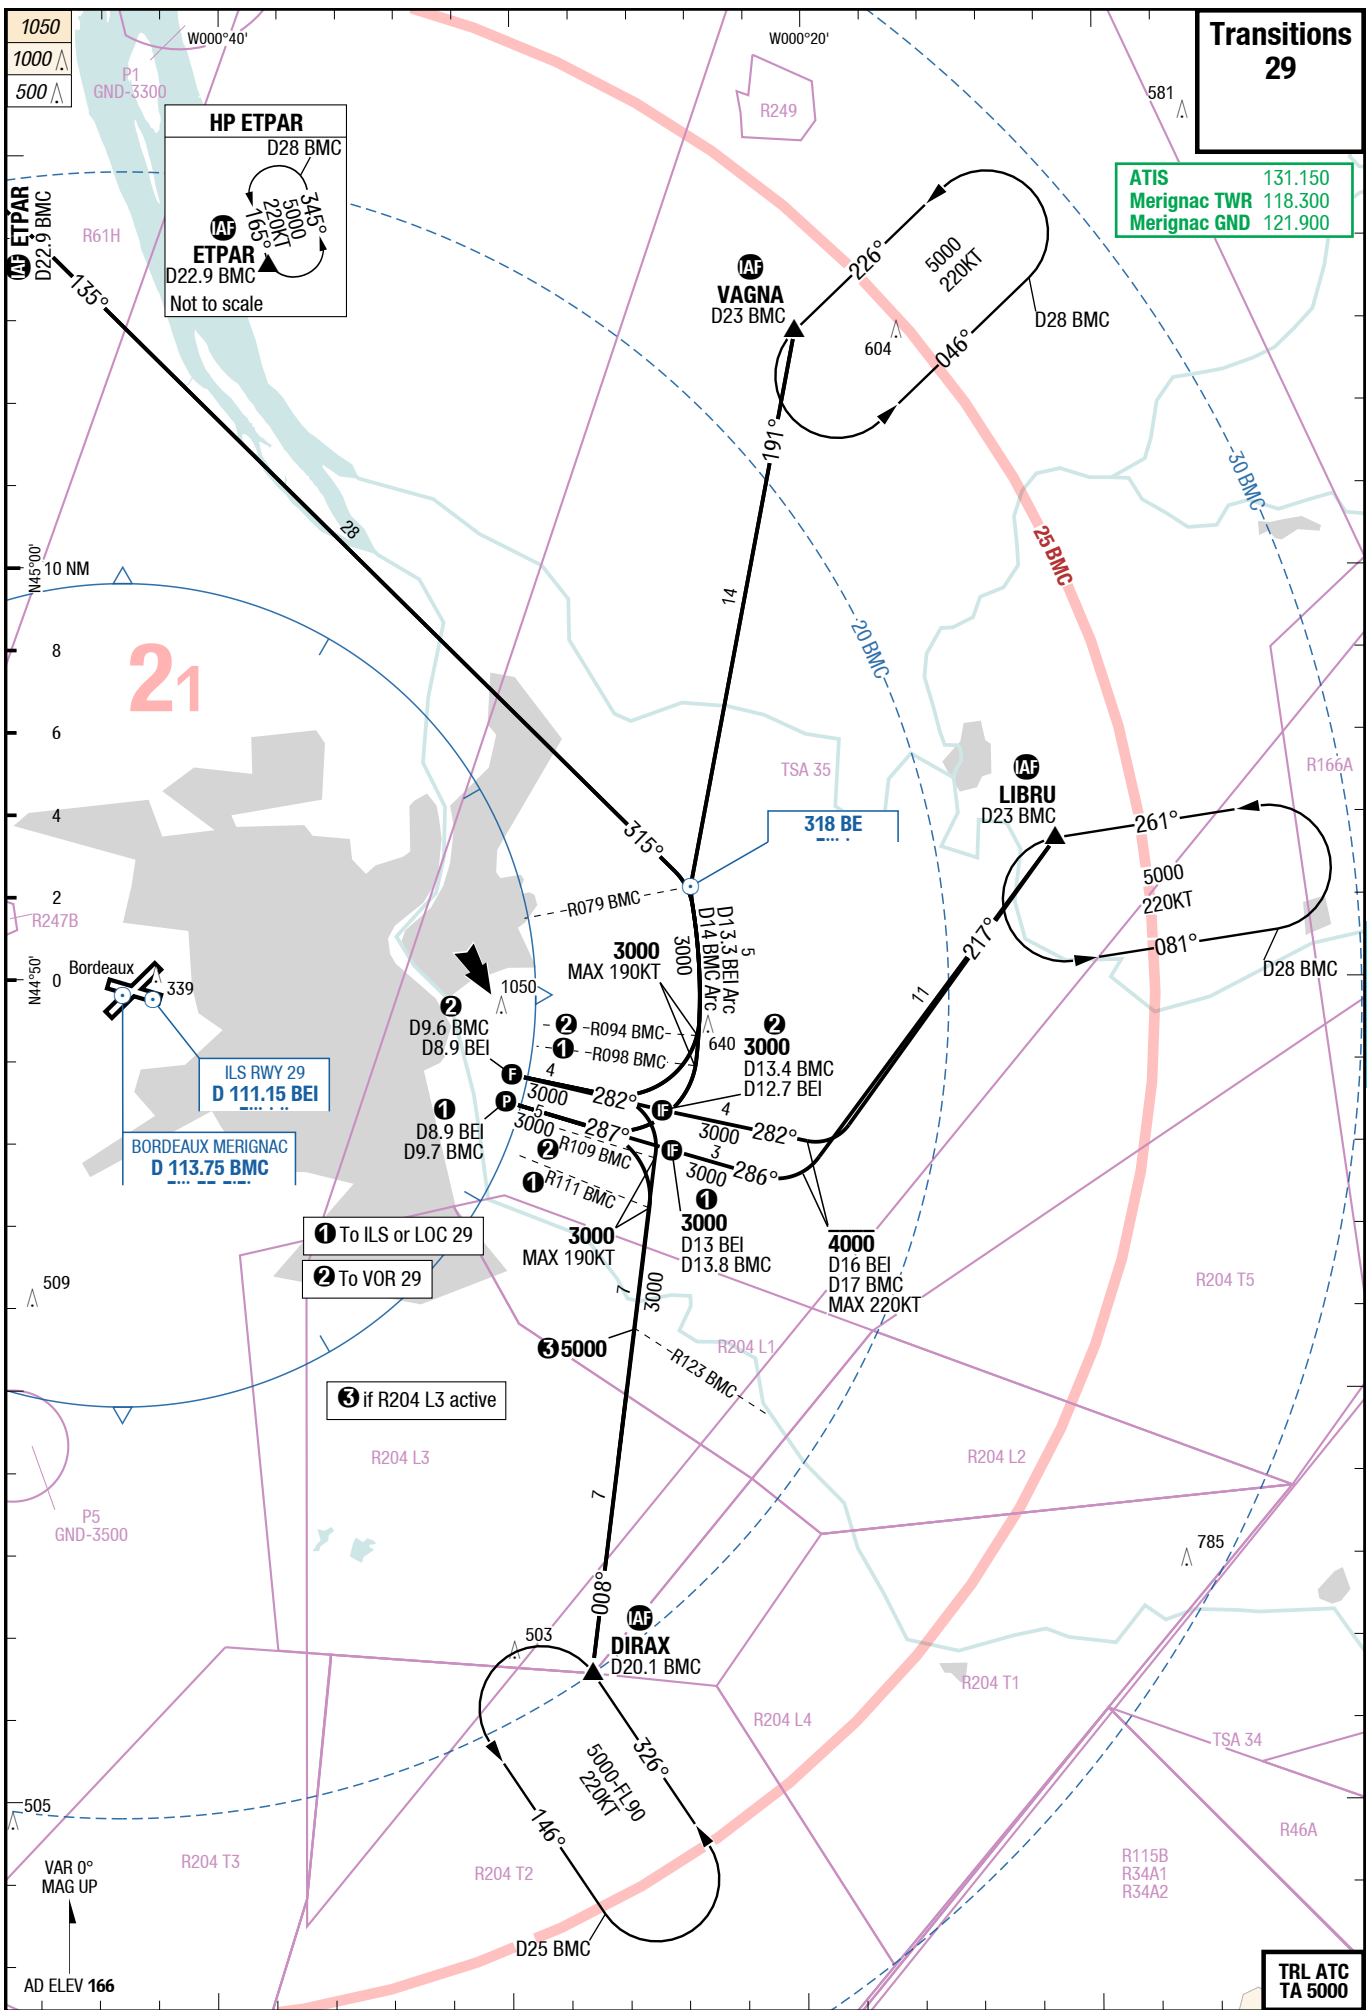 1050
1000
500
W000°40'
W000°20'
Transitions
29
P1
GND-3300
R249
581
HP ETPAR
D28 BMC
345°
5000
220KT
165°
IAF
ETPAR
D22.9 BMC
Not to scale
ATIS 131.150
Merignac TWR 118.300
Merignac GND 121.900
IAF ETPAR
D22.9 BMC
R61H
135°
IAF
VAGNA
D23 BMC
226°
5000
220KT
046°
D28 BMC
604
191°
28
30 BMC
25 BMC
N45°00'
10 NM
14
20 BMC
8
21
6
TSA 35
R166A
IAF
LIBRU
D23 BMC
261°
4
318 BE
315°
5000
220KT
2
R247B
R079 BMC
081°
D28 BMC
217°
D13.3 BEI Arc
D14 BMC Arc
5
3000
3000
MAX 190KT
N44°50'
0
Bordeaux
339
1050
11
2
D9.6 BMC
D8.9 BEI
2 R094 BMC
1 R098 BMC
640
2
3000
D13.4 BMC
D12.7 BEI
ILS RWY 29
D 111.15 BEI
F
4
3000
282°
IF
4
3000
282°
P
5
3000
287°
IF
3
3000
286°
1
D8.9 BEI
D9.7 BMC
2 R109 BMC
1 R111 BMC
BORDEAUX MERIGNAC
D 113.75 BMC
1
3000
D13 BEI
D13.8 BMC
3000
MAX 190KT
4000
D16 BEI
D17 BMC
MAX 220KT
1 To ILS or LOC 29
2 To VOR 29
509
7
3000
R204 T5
3 5000
R204 L1
R123 BMC
3 if R204 L3 active
R204 L3
R204 L2
7
P5
GND-3500
785
008°
IAF
DIRAX
D20.1 BMC
503
R204 T1
R204 L4
TSA 34
326°
5000-FL90
220KT
146°
505
R46A
R204 T3
R204 T2
R115B
R34A1
R34A2
VAR 0°
MAG UP
D25 BMC
AD ELEV 166
TRL ATC
TA 5000